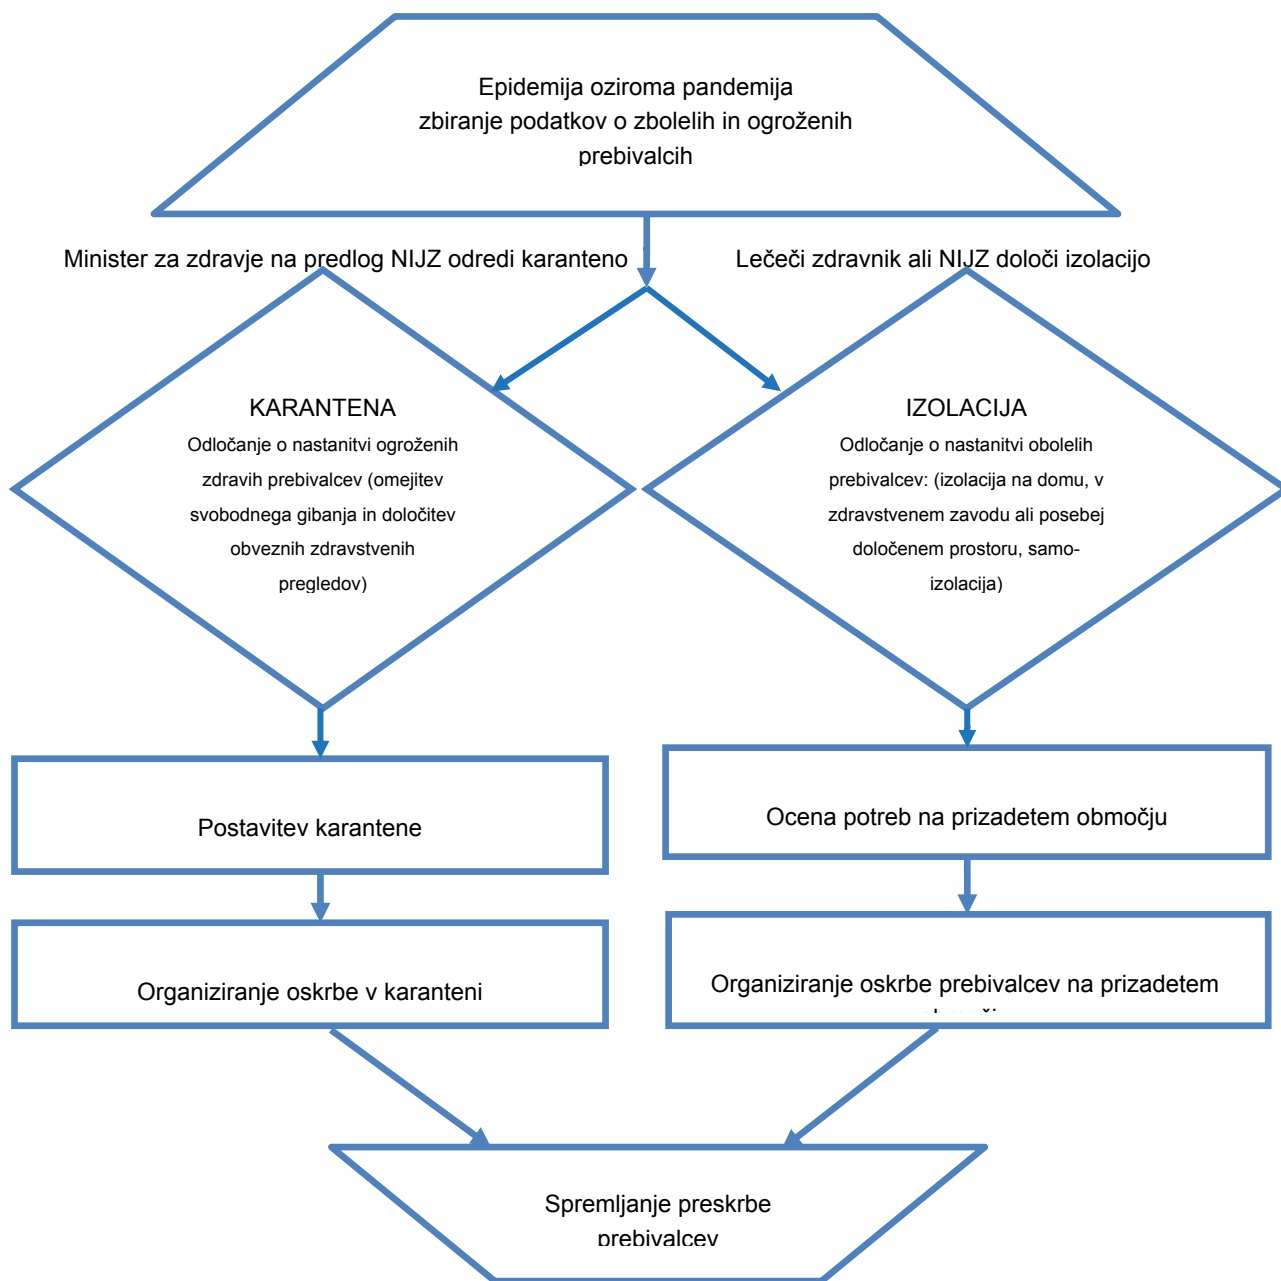 Epidemija oziroma pandemija
zbiranje podatkov o zbolelih in ogroženih
prebivalcih
Minister za zdravje na predlog NIJZ odredi karanteno
Lečeči zdravnik ali NIJZ določi izolacijo
KARANTENA
Odločanje o nastanitvi ogroženih
zdravih prebivalcev (omejitev
svobodnega gibanja in določitev
obveznih zdravstvenih
pregledov)
IZOLACIJA
Odločanje o nastanitvi obolelih
prebivalcev: (izolacija na domu, v
zdravstvenem zavodu ali posebej
določenem prostoru, samo-
izolacija)
Postavitev karantene
Ocena potreb na prizadetem območju
Organiziranje oskrbe v karanteni
Organiziranje oskrbe prebivalcev na prizadetem
Spremljanje preskrbe
prebivalcev